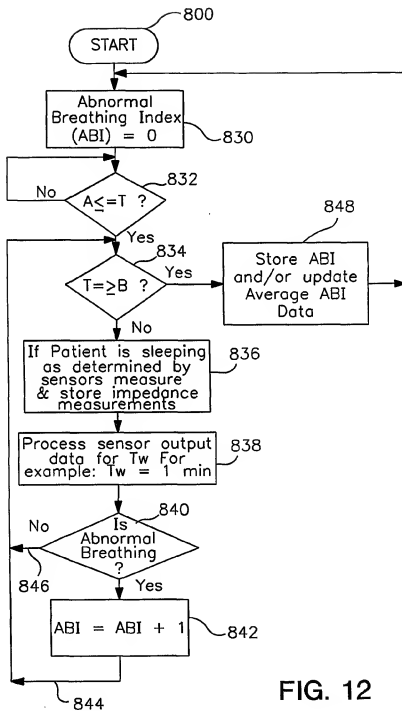 800
START
Abnormal
Breathing Index
(ABI) = 0
830
832
No
A<=T ?
Yes
834
T=>B ?
Yes
848
Store ABI
and/or update
Average ABI
Data
No
If Patient is sleeping
as determined by
sensors measure
& store impedance
measurements
836
Process sensor output
data for Tw For
example: Tw = 1 min
838
840
No
Is
Abnormal
Breathing
?
846
Yes
ABI = ABI + 1
842
844
FIG. 12